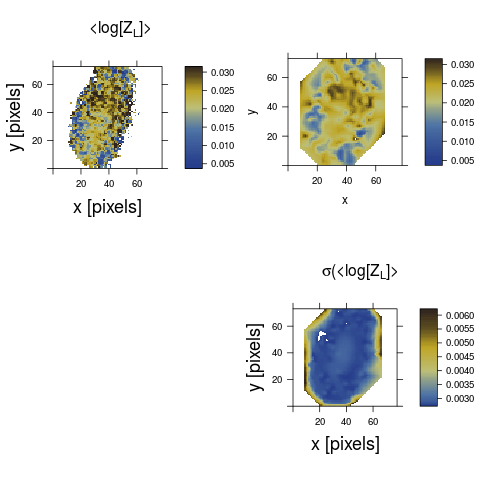 <log[Z_L]>
60
40
20
20 40 60
y [pixels]
x [pixels]
0.030
0.025
0.020
0.015
0.010
0.005
60
40
20
0
20 40 60
y
x
0.030
0.025
0.020
0.015
0.010
0.005
σ(<log[Z_L]>
60
40
20
0 20 40 60
y [pixels]
x [pixels]
0.0060
0.0055
0.0050
0.0045
0.0040
0.0035
0.0030